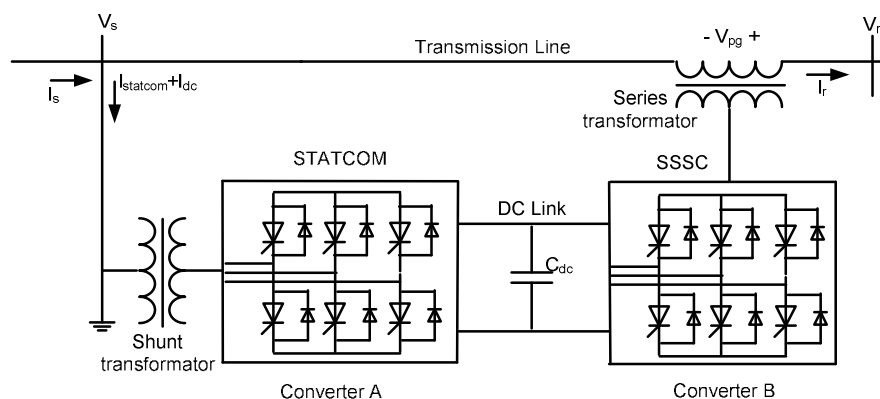 Vs
- Vpg +
Vr
Transmission Line
Is
Istatcom+Idc
Ir
Series
transformator
STATCOM
SSSC
DC Link
Cdc
Shunt
transformator
Converter A
Converter B